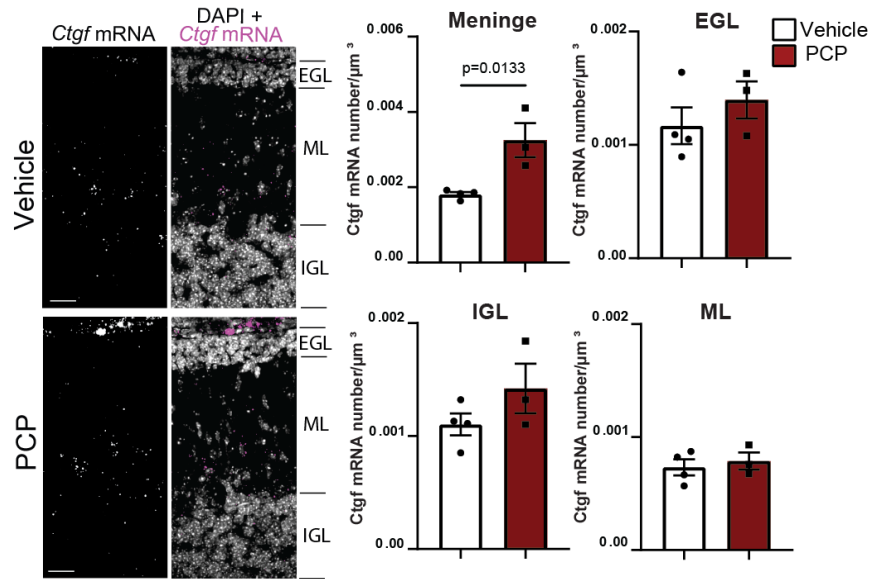 Ctgf mRNA
DAPI +
Ctgf mRNA
Vehicle
EGL
ML
IGL
PCP
EGL
ML
IGL
Meninge
Ctgf mRNA number/µm³
0.006
0.004
0.002
0.00
p=0.0133
EGL
Ctgf mRNA number/µm³
0.002
0.001
0.00
Vehicle
PCP
IGL
Ctgf mRNA number/µm³
0.002
0.001
0.00
ML
Ctgf mRNA number/µm³
0.002
0.001
0.00